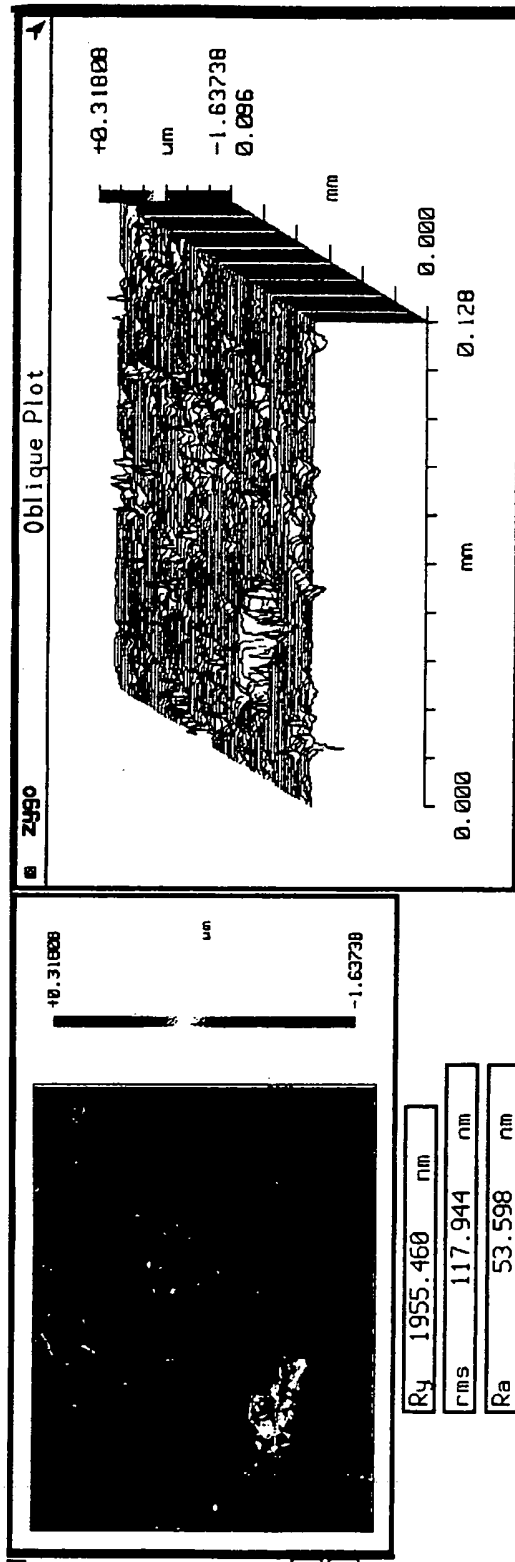 zygo
Oblique Plot
+0.31808
um
-1.63738
0.096
mm
0.000
0.000
mm
0.128
+0.31808
um
-1.63738
Ry 1955.460 nm
rms 117.944 nm
Ra 53.598 nm